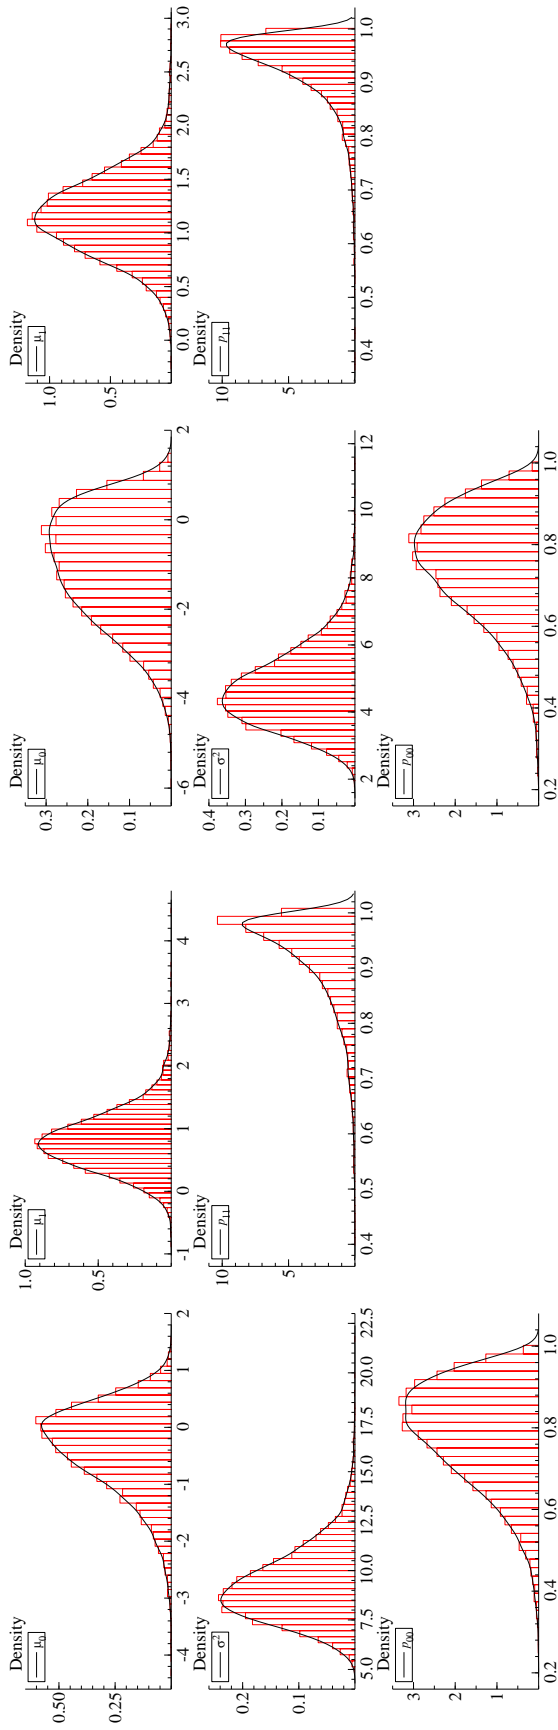 Density
μ₀
0.50
0.25
-4 -3 -2 -1 0 1 2
Density
μ₁
1.0
0.5
-1 0 1 2 3 4
Density
σ²
0.2
0.1
5.0 7.5 10.0 12.5 15.0 17.5 20.0 22.5
Density
p₁₁
10
5
0.4 0.5 0.6 0.7 0.8 0.9 1.0
Density
p₀₀
3
2
1
0.2 0.4 0.6 0.8 1.0
Density
μ₀
0.3
0.2
0.1
-6 -4 -2 0 2
Density
μ₁
1.0
0.5
0.0 0.5 1.0 1.5 2.0 2.5 3.0
Density
σ²
0.4
0.3
0.2
0.1
2 4 6 8 10 12
Density
p₁₁
10
5
0.4 0.5 0.6 0.7 0.8 0.9 1.0
Density
p₀₀
3
2
1
0.2 0.4 0.6 0.8 1.0